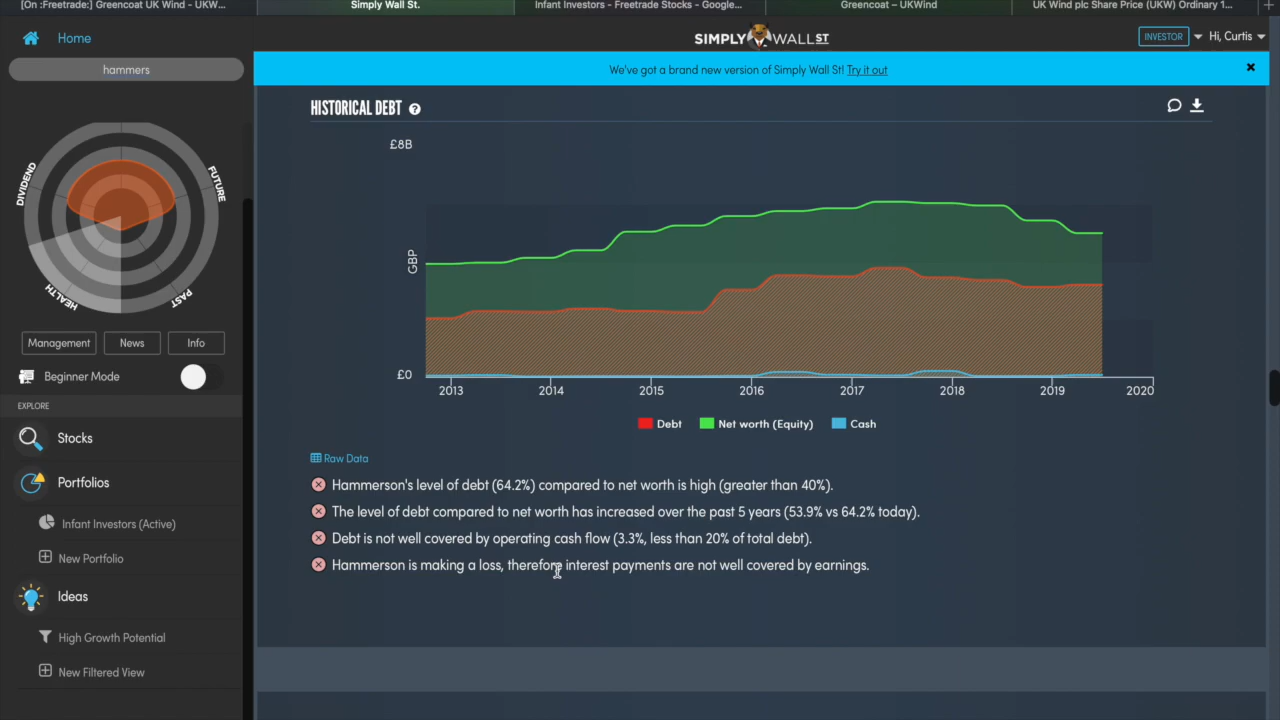 [On :Freetrade:] Greencoat UK Wind - UKW...
Simply Wall St.
Infant Investors - Freetrade Stocks - Google...
Greencoat – UKWind
UK Wind plc Share Price (UKW) Ordinary 1...
Home
SIMPLY WALL ST
INVESTOR
Hi, Curtis
hammers
We've got a brand new version of Simply Wall St! Try it out
HISTORICAL DEBT
DIVIDEND
FUTURE
HEALTH
PAST
£8B
GBP
£0
2013 2014 2015 2016 2017 2018 2019 2020
Debt Net worth (Equity) Cash
Management News Info
Beginner Mode
EXPLORE
Stocks
Portfolios
Infant Investors (Active)
New Portfolio
Ideas
High Growth Potential
New Filtered View
Raw Data
Hammerson's level of debt (64.2%) compared to net worth is high (greater than 40%).
The level of debt compared to net worth has increased over the past 5 years (53.9% vs 64.2% today).
Debt is not well covered by operating cash flow (3.3%, less than 20% of total debt).
Hammerson is making a loss, therefore interest payments are not well covered by earnings.